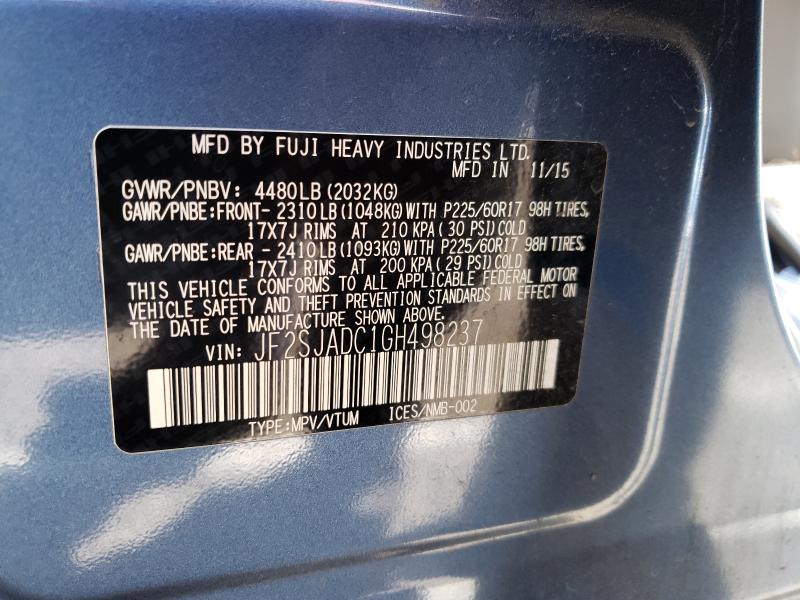 MFD BY FUJI HEAVY INDUSTRIES LTD.
MFD IN 11/15
GVWR/PNBV: 4480LB(2032KG)
GAWR/PNBE:FRONT- 2310LB(1048KG)WITH P225/60R17 98H TIRES,
17X7J RIMS AT 210 KPA( 30 PSI)COLD
GAWR/PNBE:REAR - 2410LB(1093KG)WITH P225/60R17 98H TIRES,
17X7J RIMS AT 200 KPA( 29 PSI)COLD
THIS VEHICLE CONFORMS TO ALL APPLICABLE FEDERAL MOTOR
VEHICLE SAFETY AND THEFT PREVENTION STANDARDS IN EFFECT ON
THE DATE OF MANUFACTURE SHOWN ABOVE.
VIN: JF2SJADC1GH498237
TYPE:MPV/VTUM ICES/NMB-002